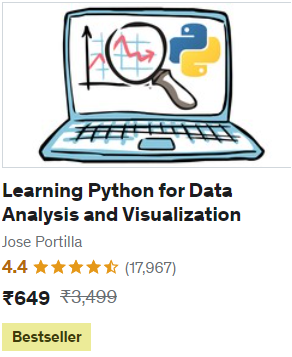 Learning Python for Data
Analysis and Visualization
Jose Portilla
4.4 (17,967)
₹649 ₹3,499
Bestseller